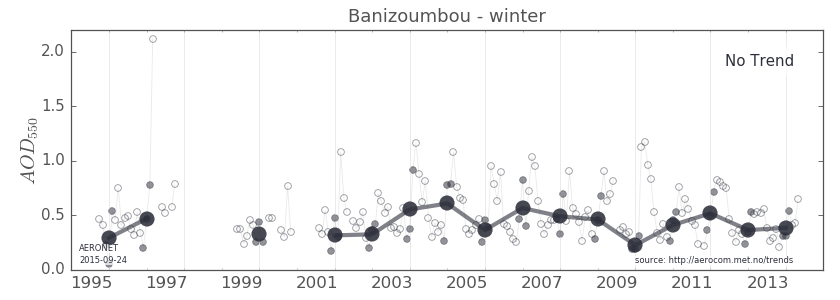 Banizoumbou - winter
No Trend
AOD550
2.0
1.5
1.0
0.5
0.0
AERONET
2015-09-24
source: http://aerocom.met.no/trends
1995 1997 1999 2001 2003 2005 2007 2009 2011 2013